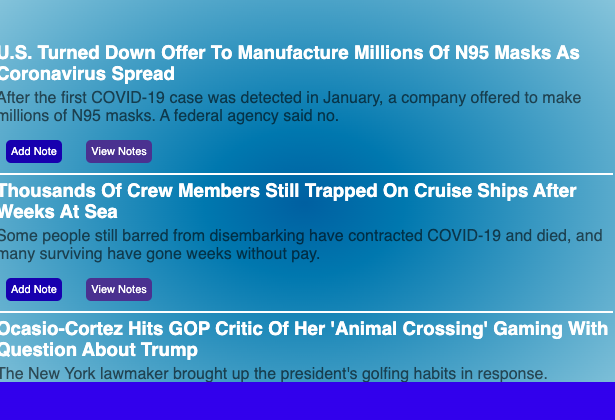 U.S. Turned Down Offer To Manufacture Millions Of N95 Masks As
Coronavirus Spread
After the first COVID-19 case was detected in January, a company offered to make
millions of N95 masks. A federal agency said no.
Add Note View Notes
Thousands Of Crew Members Still Trapped On Cruise Ships After
Weeks At Sea
Some people still barred from disembarking have contracted COVID-19 and died, and
many surviving have gone weeks without pay.
Add Note View Notes
Ocasio-Cortez Hits GOP Critic Of Her 'Animal Crossing' Gaming With
Question About Trump
The New York lawmaker brought up the president's golfing habits in response.